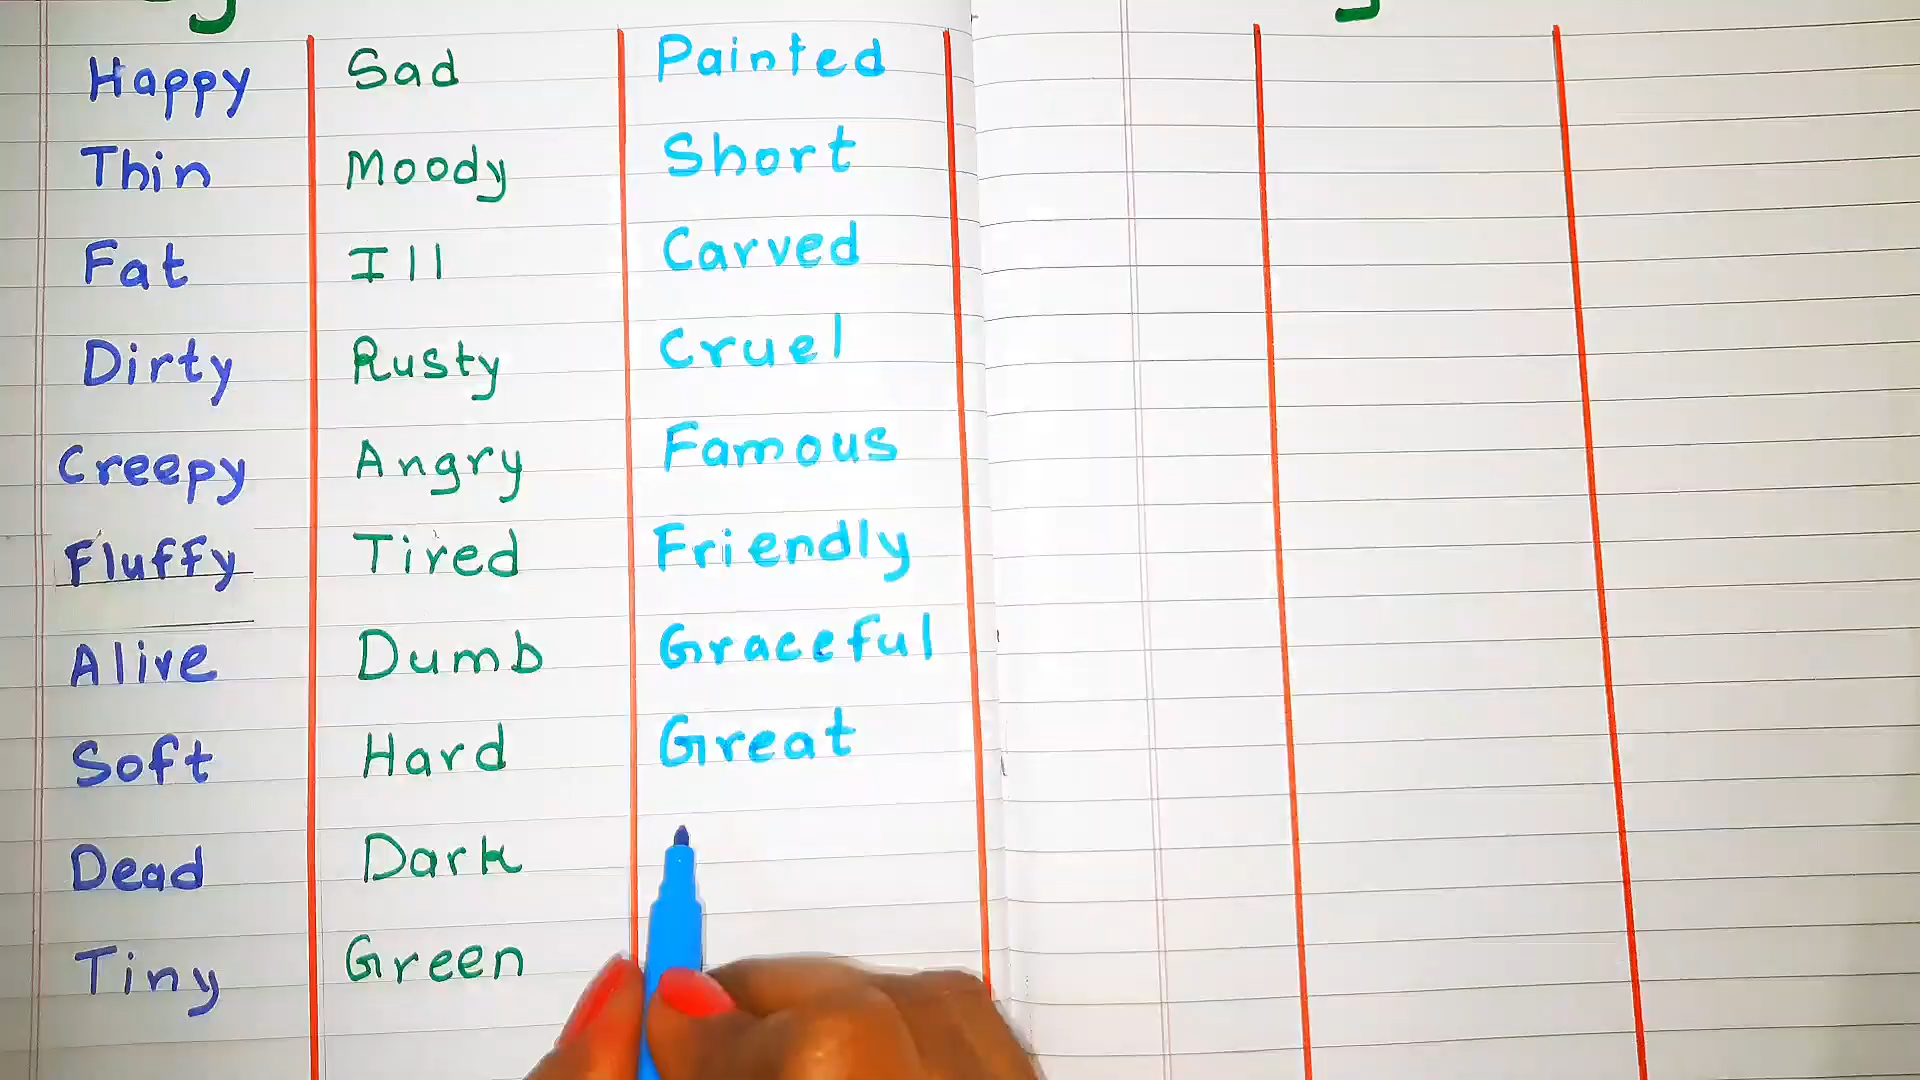 Happy Sad Painted
Thin Moody Short
Fat Ill Carved
Dirty Rusty Cruel
Creepy Angry Famous
Fluffy Tired Friendly
Alive Dumb Graceful
Soft Hard Great
Dead Dark
Tiny Green